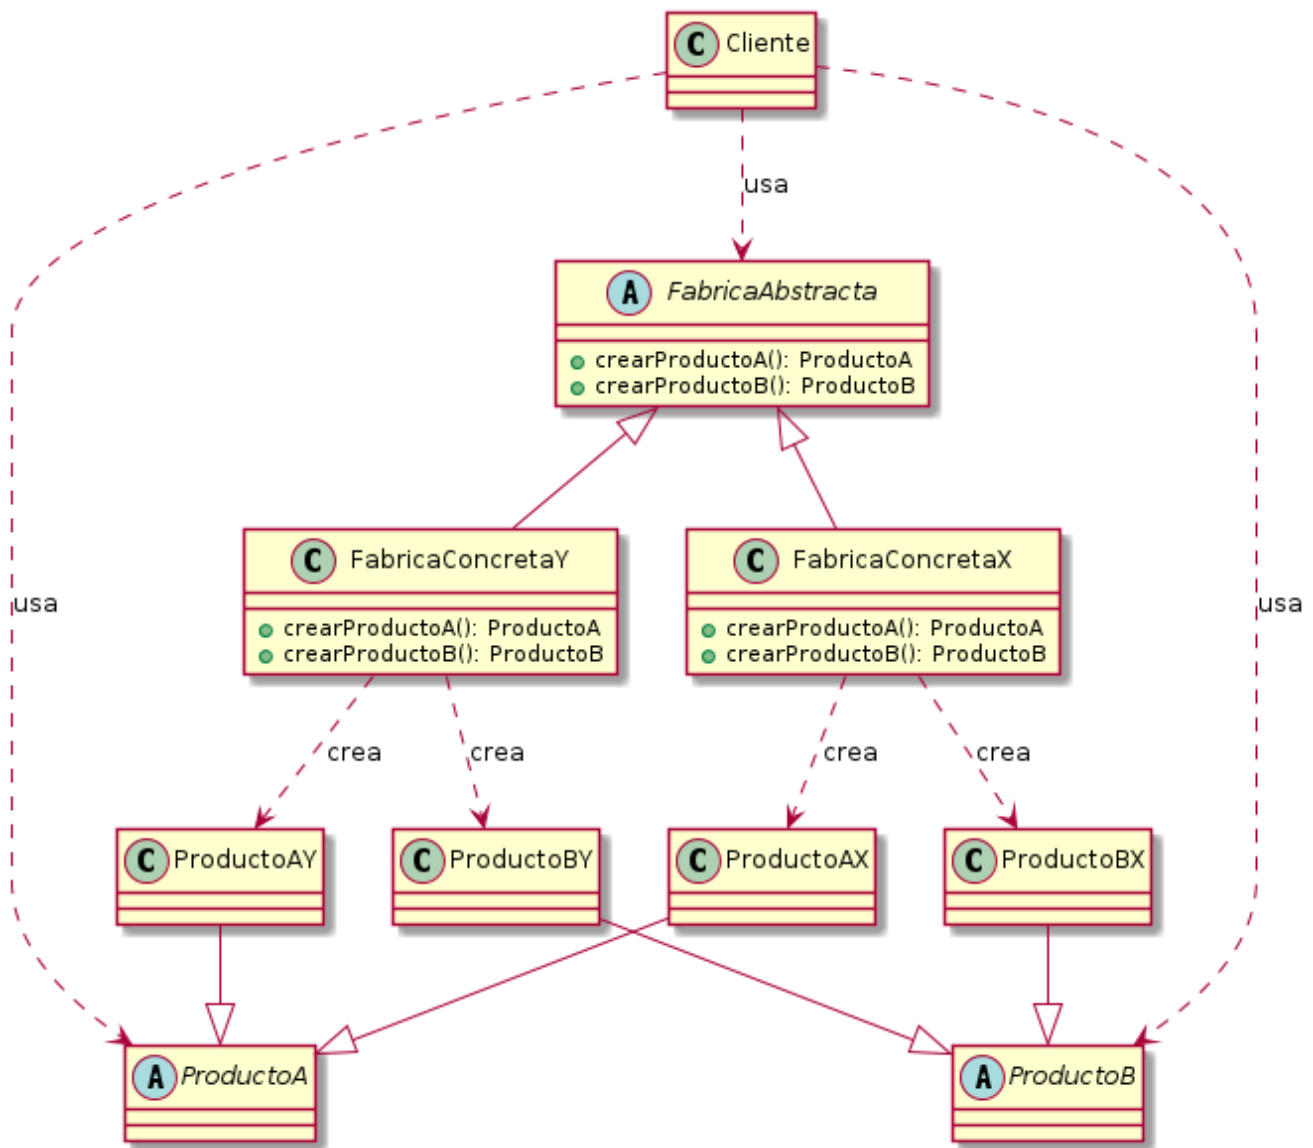 C Cliente
usa
A FabricaAbstracta
crearProductoA(): ProductoA
crearProductoB(): ProductoB
C FabricaConcretaY
C FabricaConcretaX
usa
usa
crearProductoA(): ProductoA
crearProductoB(): ProductoB
crearProductoA(): ProductoA
crearProductoB(): ProductoB
crea
crea
crea
crea
C ProductoAY
C ProductoBY
C ProductoAX
C ProductoBX
A ProductoA
A ProductoB